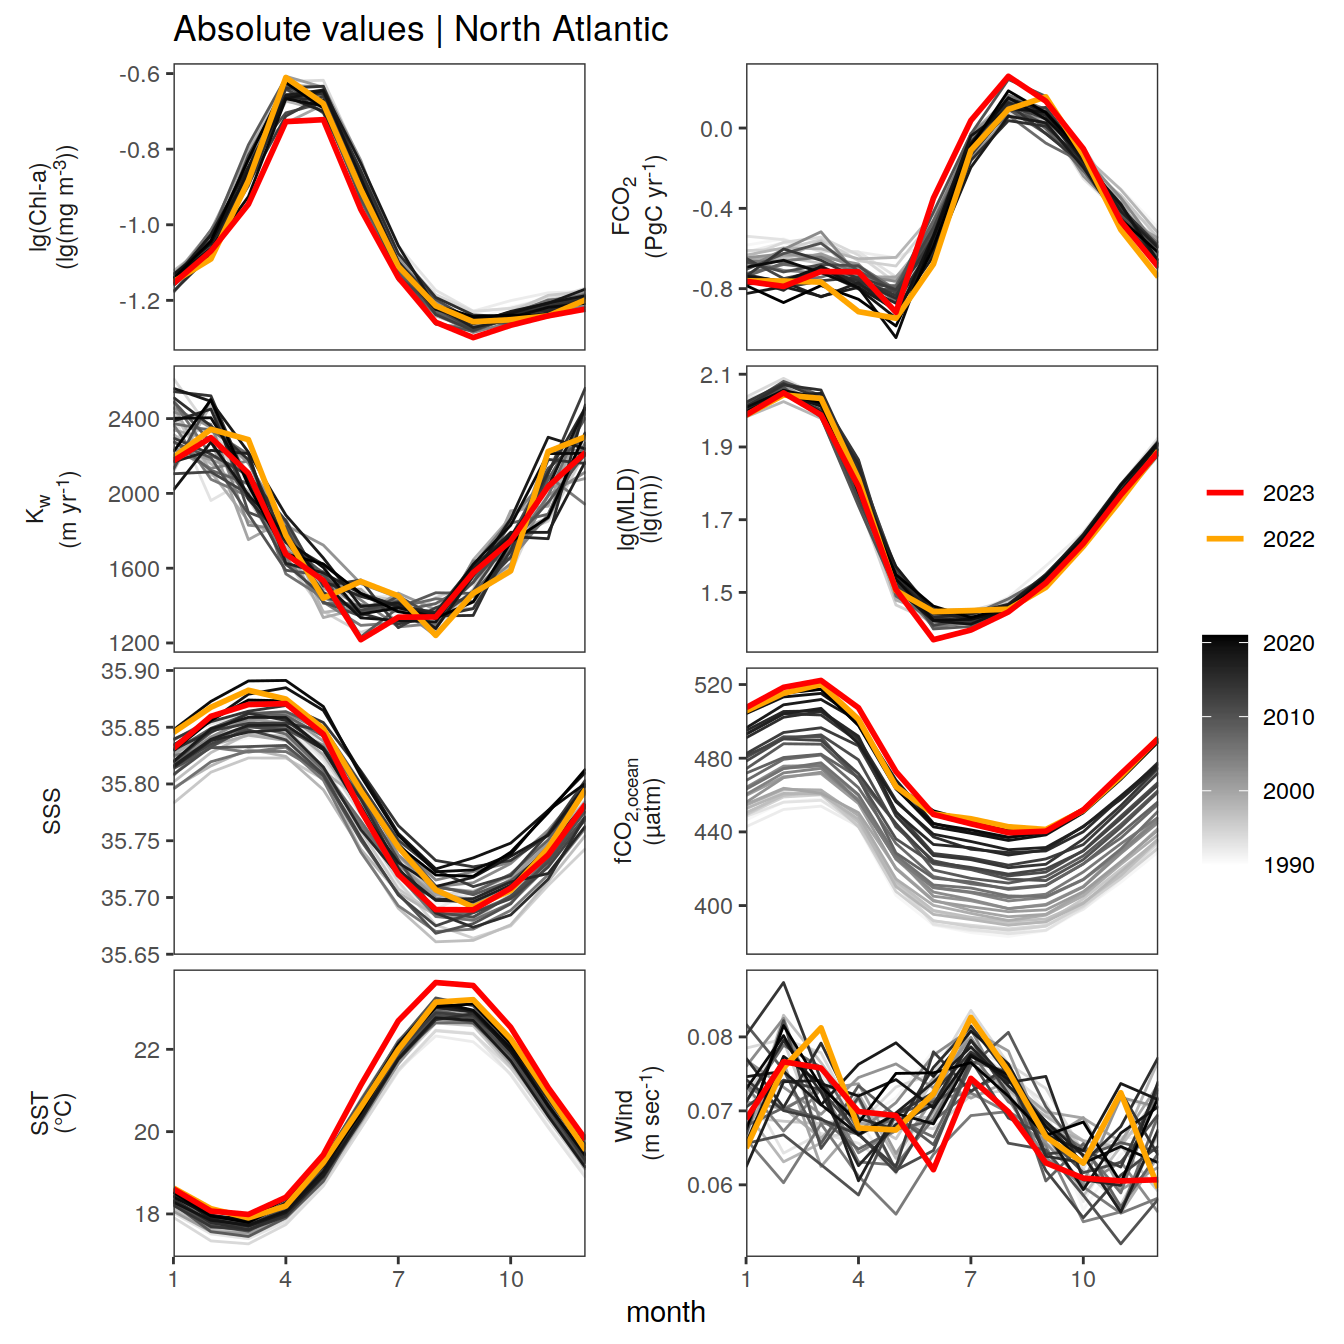 Absolute values | North Atlantic
lg(Chl-a)
(lg(mg m⁻³))
-0.6
-0.8
-1.0
-1.2
FCO₂
(PgC yr⁻¹)
0.0
-0.4
-0.8
Kw
(m yr⁻¹)
2400
2000
1600
1200
lg(MLD)
(lg(m))
2.1
1.9
1.7
1.5
SSS
35.90
35.85
35.80
35.75
35.70
35.65
fCO2,ocean
(µatm)
520
480
440
400
SST
(°C)
22
20
18
1 4 7 10
Wind
(m sec⁻¹)
0.08
0.07
0.06
1 4 7 10
month
2023
2022
2020
2010
2000
1990